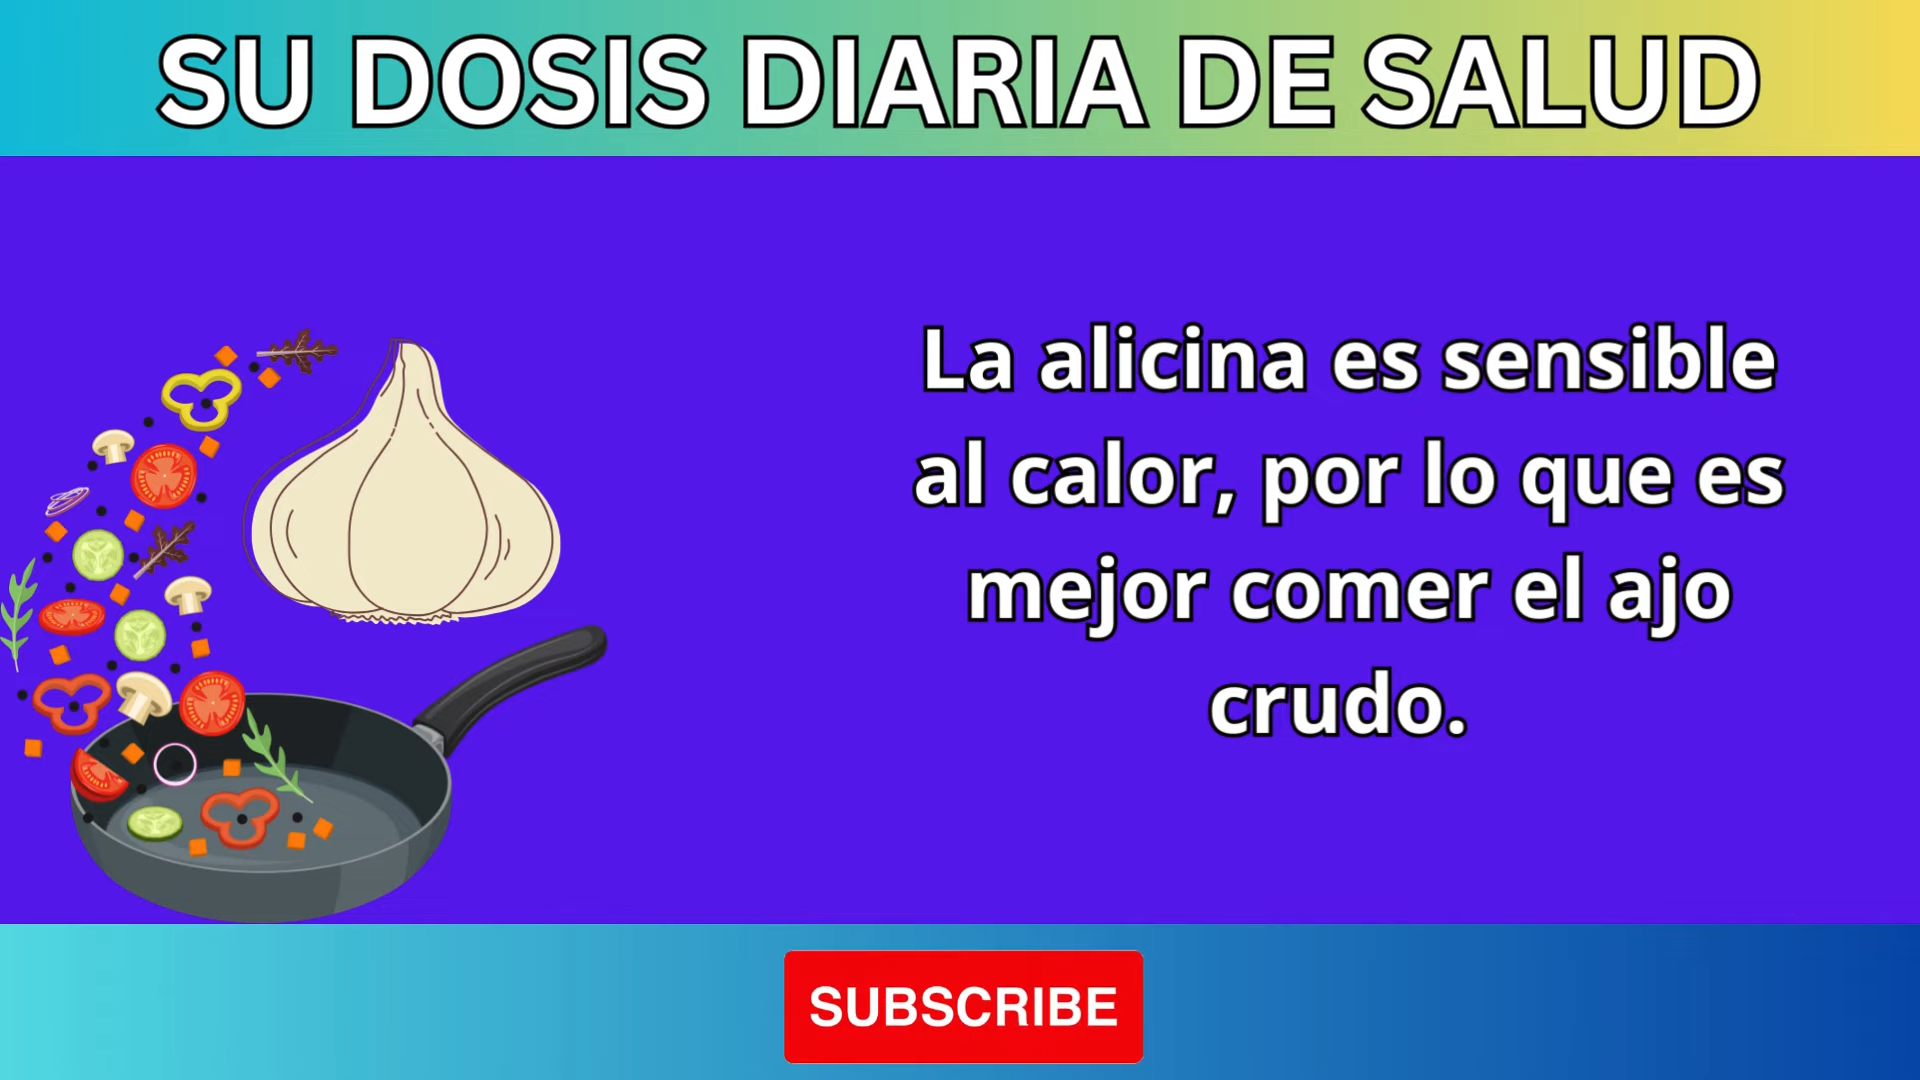 SU DOSIS DIARIA DE SALUD
La alicina es sensible
al calor, por lo que es
mejor comer el ajo
crudo.
SUBSCRIBE